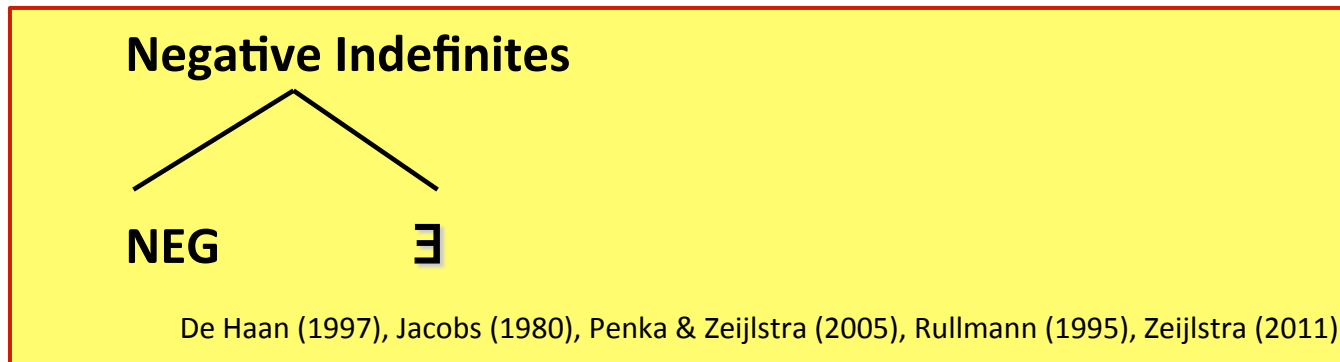 Negative Indefinites
NEG ∃
De Haan (1997), Jacobs (1980), Penka & Zeijlstra (2005), Rullmann (1995), Zeijlstra (2011)